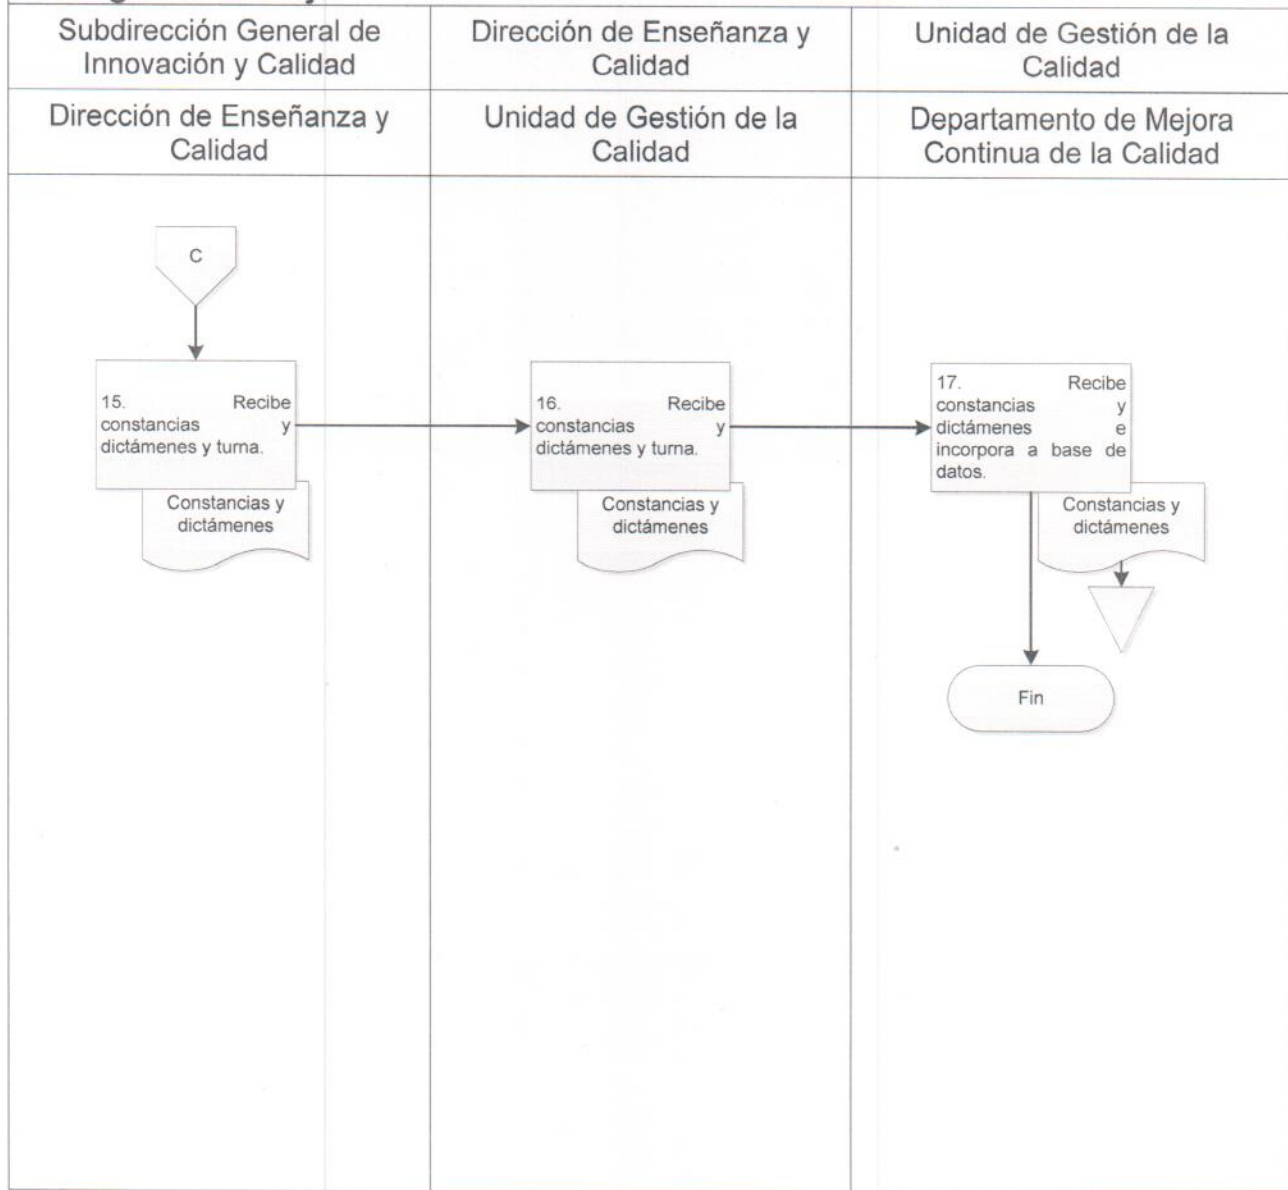 Subdirección General de
Innovación y Calidad
Dirección de Enseñanza y
Calidad
Unidad de Gestión de la
Calidad
Dirección de Enseñanza y
Calidad
Unidad de Gestión de la
Calidad
Departamento de Mejora
Continua de la Calidad
C
15. Recibe
constancias y
dictámenes y turna.
Constancias y
dictámenes
16. Recibe
constancias y
dictámenes y turna.
Constancias y
dictámenes
17. Recibe
constancias y
dictámenes e
incorpora a base de
datos.
Constancias y
dictámenes
Fin